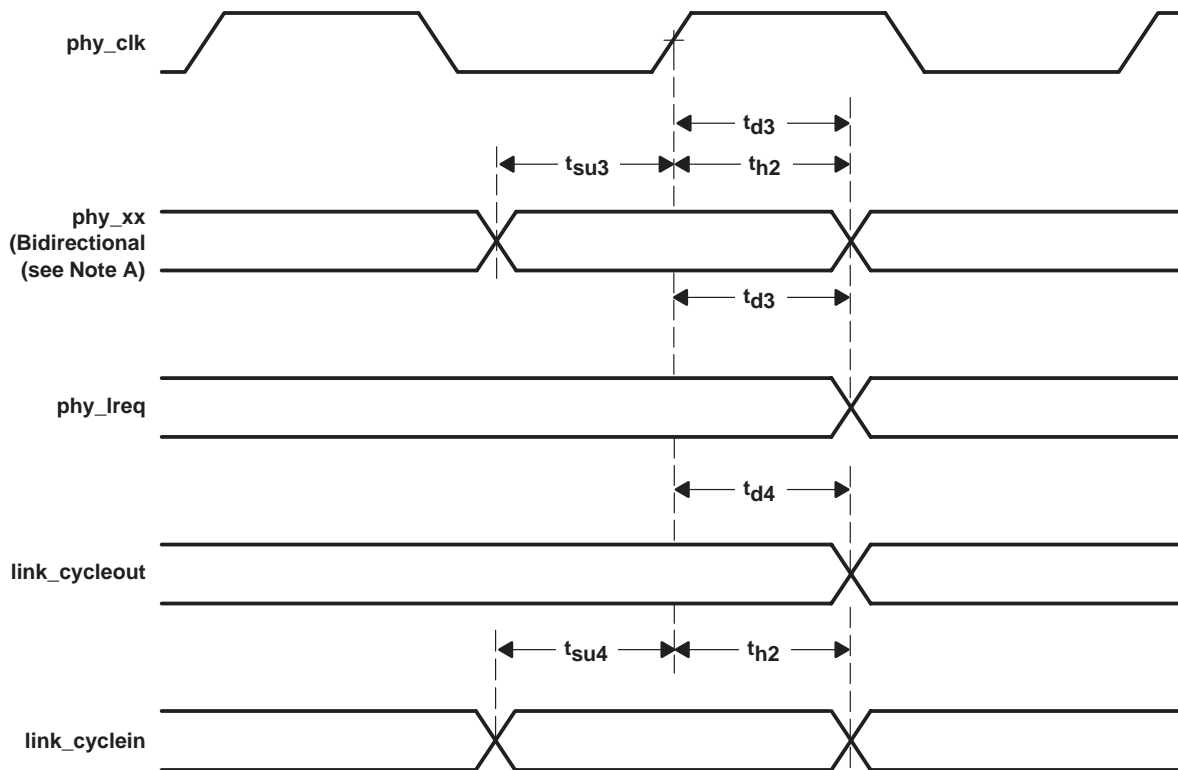 phy_clk
td3
tsu3
th2
phy_xx
(Bidirectional
(see Note A)
td3
phy_lreq
td4
link_cycleout
tsu4
th2
link_cyclein